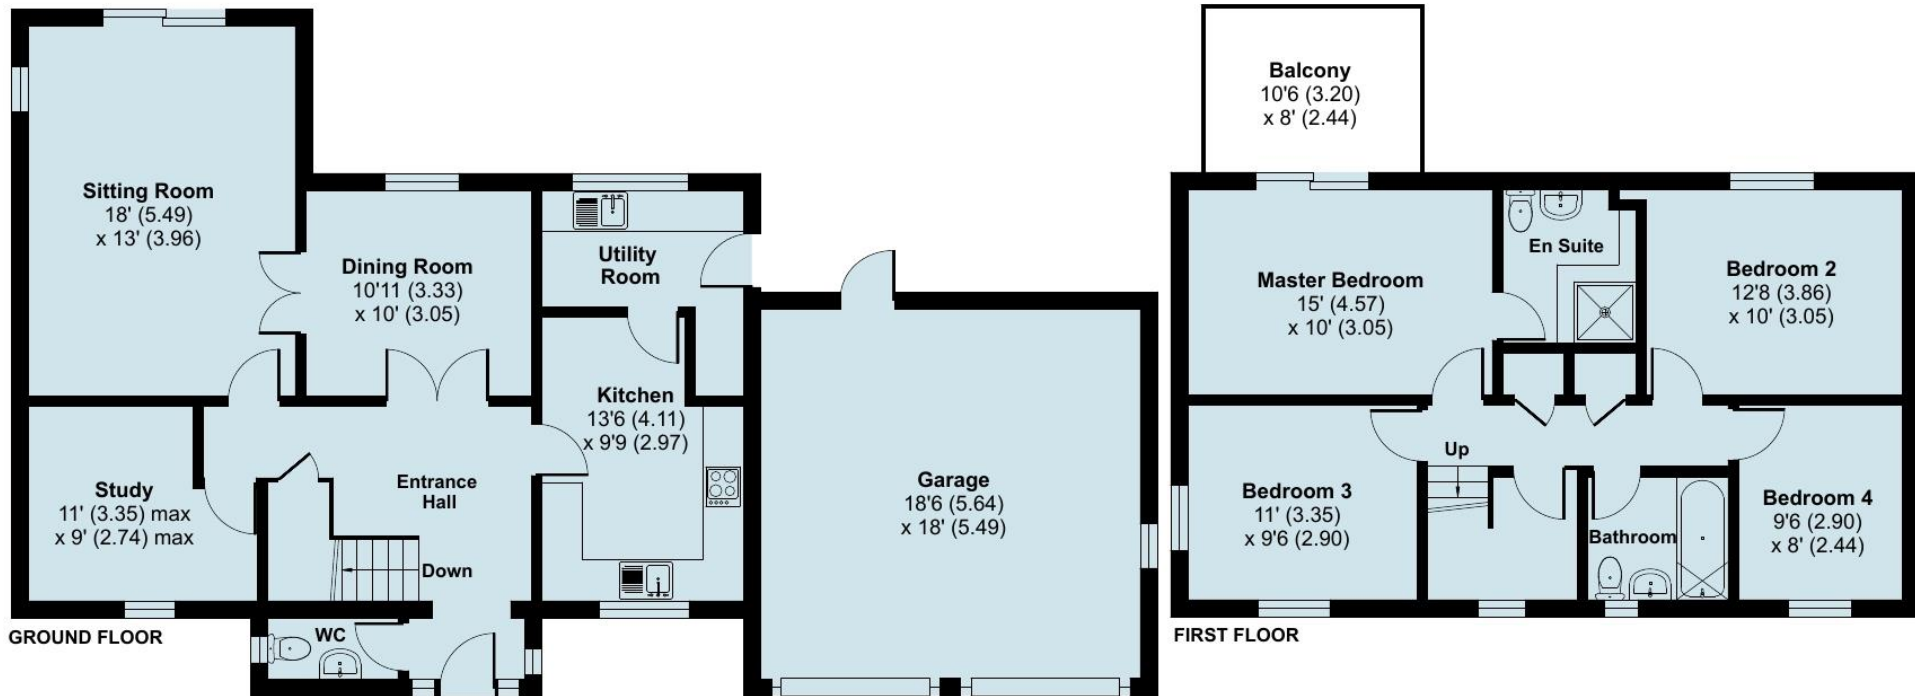 Sitting Room
18' (5.49)
x 13' (3.96)
Dining Room
10'11 (3.33)
x 10' (3.05)
Utility
Room
Kitchen
13'6 (4.11)
x 9'9 (2.97)
Study
11' (3.35) max
x 9' (2.74) max
Entrance
Hall
Down
WC
Garage
18'6 (5.64)
x 18' (5.49)
GROUND FLOOR
Balcony
10'6 (3.20)
x 8' (2.44)
Master Bedroom
15' (4.57)
x 10' (3.05)
En Suite
Bedroom 2
12'8 (3.86)
x 10' (3.05)
Up
Bedroom 3
11' (3.35)
x 9'6 (2.90)
Bathroom
Bedroom 4
9'6 (2.90)
x 8' (2.44)
FIRST FLOOR